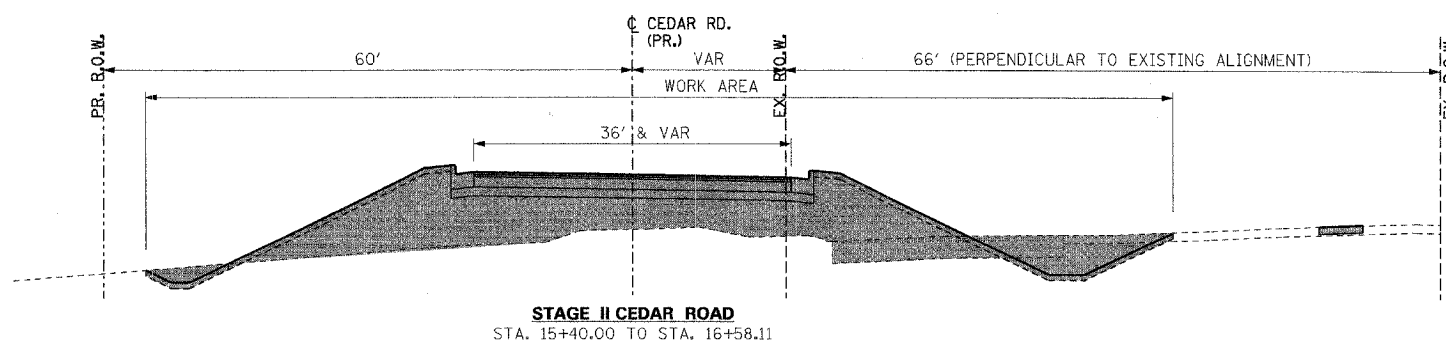 ℄ CEDAR RD.
(PR.)
PR. R.O.W.
60'
VAR
EX. R.O.W.
66' (PERPENDICULAR TO EXISTING ALIGNMENT)
WORK AREA
36' & VAR
STAGE II CEDAR ROAD
STA. 15+40.00 TO STA. 16+58.11